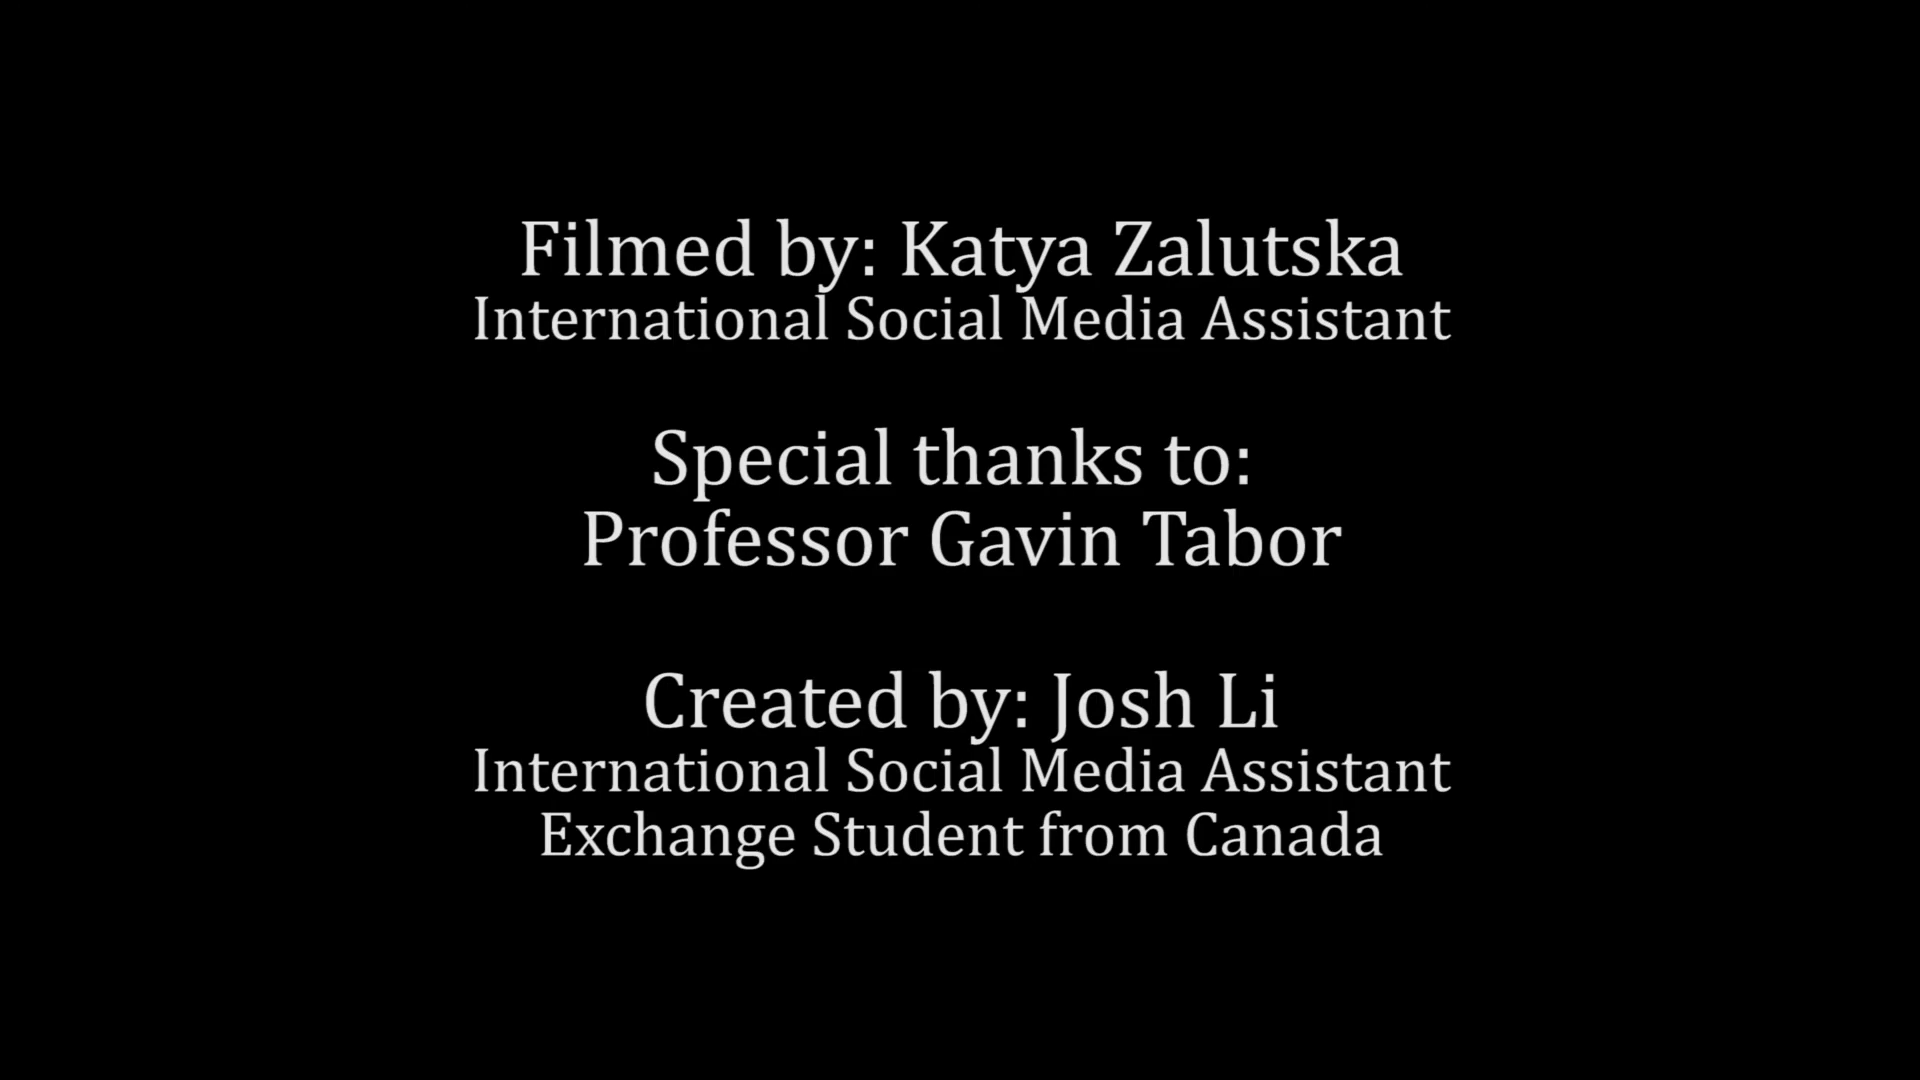 Filmed by: Katya Zalutska
International Social Media Assistant
Special thanks to:
Professor Gavin Tabor
Created by: Josh Li
International Social Media Assistant
Exchange Student from Canada